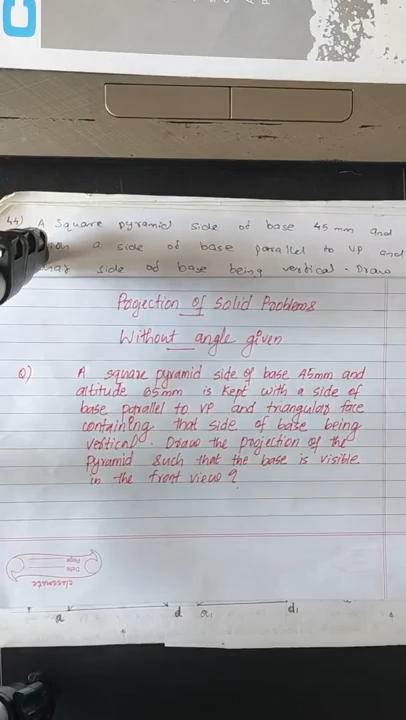 44) A Square pyramid side of base 45 mm and
a side of base parallel to VP and
side of base being vertical. Draw
Projection of Solid Problems
Without angle given
Q) A square pyramid side of base 45mm and
altitude 65mm is kept with a side of
base parallel to VP and triangular face
containing that side of base being
vertical. Draw the projection of the
pyramid such that the base is visible
in the front view ?
classmate
Date
Page
a d a₁ d₁